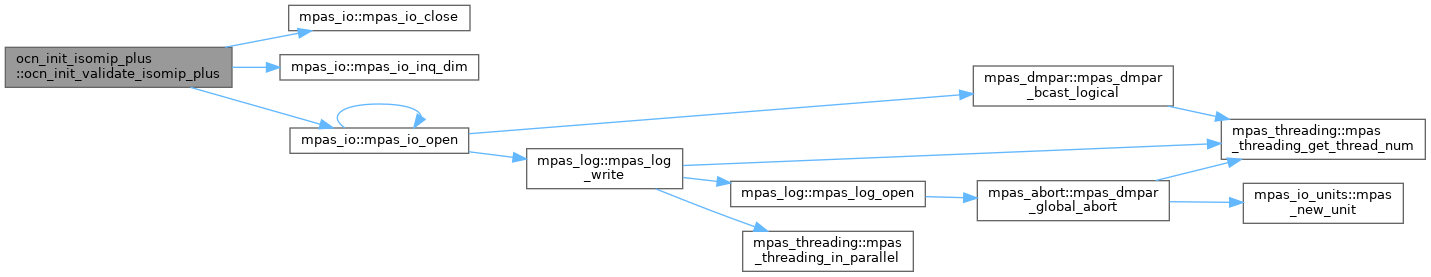 ocn_init_isomip_plus
::ocn_init_validate_isomip_plus
mpas_io::mpas_io_close
mpas_io::mpas_io_inq_dim
mpas_io::mpas_io_open
mpas_dmpar::mpas_dmpar
_bcast_logical
mpas_log::mpas_log
_write
mpas_log::mpas_log_open
mpas_threading::mpas
_threading_in_parallel
mpas_abort::mpas_dmpar
_global_abort
mpas_threading::mpas
_threading_get_thread_num
mpas_io_units::mpas
_new_unit